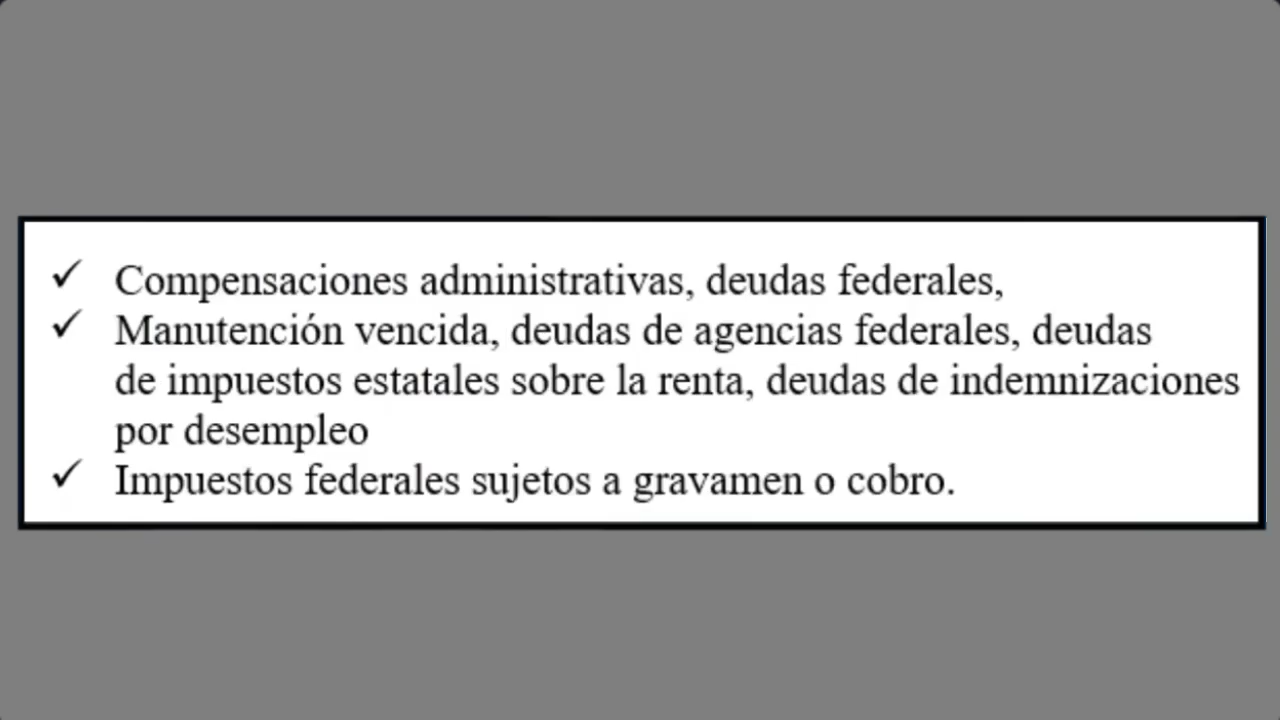 ✓ Compensaciones administrativas, deudas federales,
✓ Manutención vencida, deudas de agencias federales, deudas
de impuestos estatales sobre la renta, deudas de indemnizaciones
por desempleo
✓ Impuestos federales sujetos a gravamen o cobro.